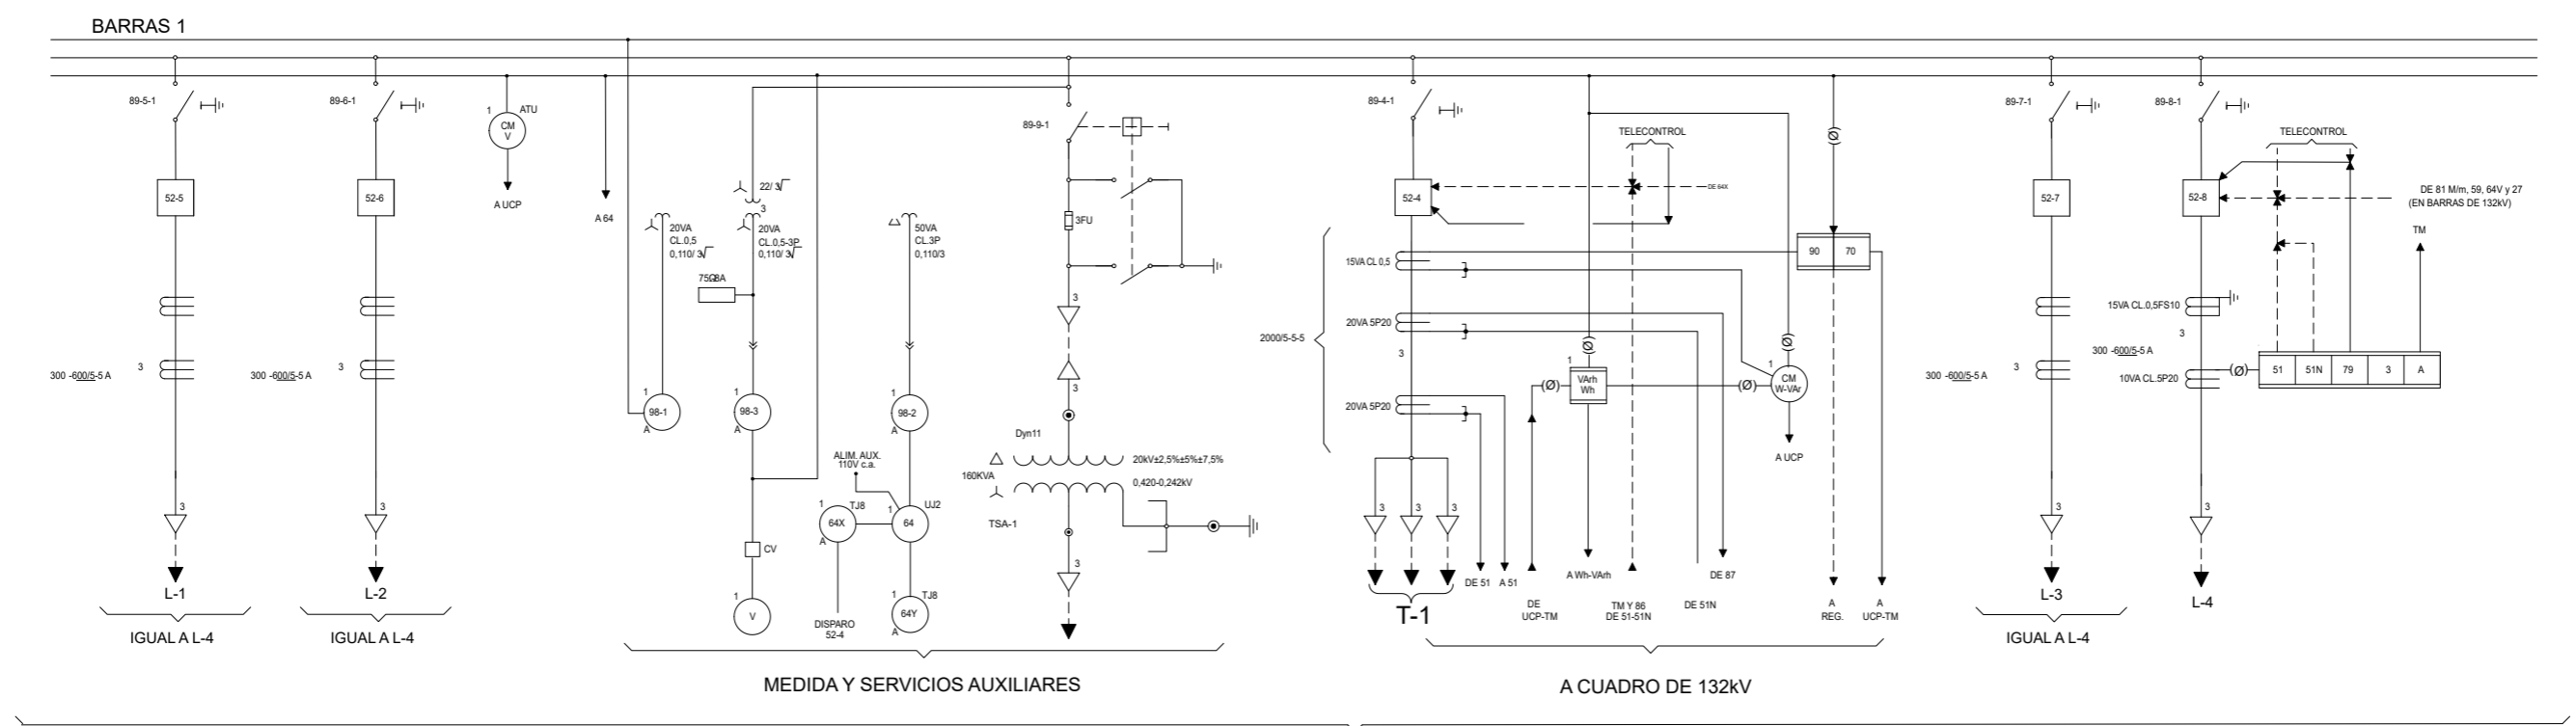 BARRAS 1
89-5-1
52-5
3
300 -600/5-5 A
3
L-1
IGUAL A L-4
89-6-1
52-6
3
300 -600/5-5 A
3
L-2
IGUAL A L-4
1
ATU
CM
V
A UCP
A 64
20VA
CL.0,5
0,110/ 3√
1
98-1
A
22/ 3√
3
20VA
CL.0,5-3P
0,110/ 3√
75Ω8A
1
98-3
A
CV
1
V
50VA
CL.3P
0,110/3
1
98-2
A
ALIM. AUX.
110V c.a.
1
TJ8
64X
A
1
UJ2
64
DISPARO
52-4
1
TJ8
64Y
A
89-9-1
3FU
3
3
Dyn11
20kV±2,5%±5%±7,5%
160KVA
0,420-0,242kV
TSA-1
3
MEDIDA Y SERVICIOS AUXILIARES
89-4-1
52-4
TELECONTROL
DE 64X
15VA CL 0,5
20VA 5P20
2000/5-5-5
3
20VA 5P20
3
3
3
T-1
DE 51
A 51
(Ø)
(Ø)
1
VArh
Wh
(Ø)
(Ø)
1
CM
W-VAr
A UCP
(Ø)
90
70
DE
UCP-TM
A Wh-VArh
TM Y 86
DE 51-51N
DE 51N
DE 87
A
REG.
A
UCP-TM
A CUADRO DE 132kV
89-7-1
52-7
3
300 -600/5-5 A
3
L-3
IGUAL A L-4
89-8-1
52-8
TELECONTROL
DE 81 M/m, 59, 64V y 27
(EN BARRAS DE 132kV)
TM
15VA CL.0,5FS10
3
300 -600/5-5 A
10VA CL.5P20
(Ø)
51
51N
79
3
A
3
L-4